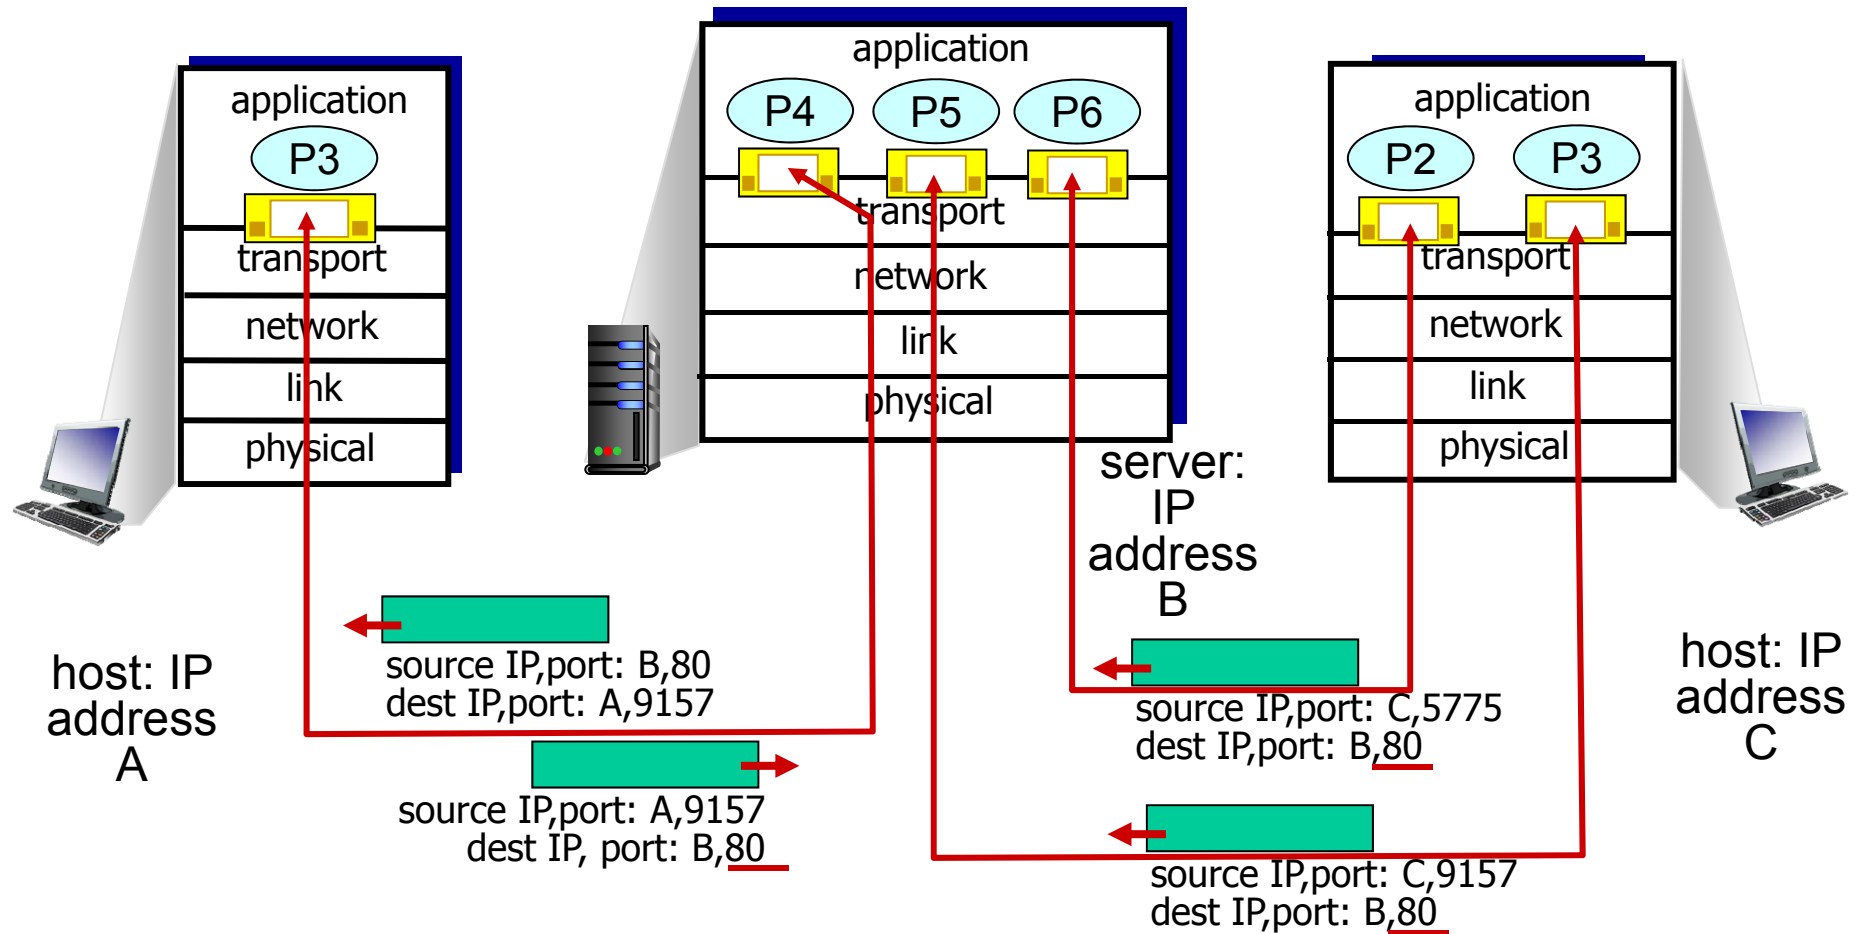 application
P3
transport
network
link
physical
host: IP
address
A
application
P4 P5 P6
transport
network
link
physical
server:
IP
address
B
application
P2 P3
transport
network
link
physical
host: IP
address
C
source IP,port: B,80
dest IP,port: A,9157
source IP,port: A,9157
dest IP, port: B,80
source IP,port: C,5775
dest IP,port: B,80
source IP,port: C,9157
dest IP,port: B,80